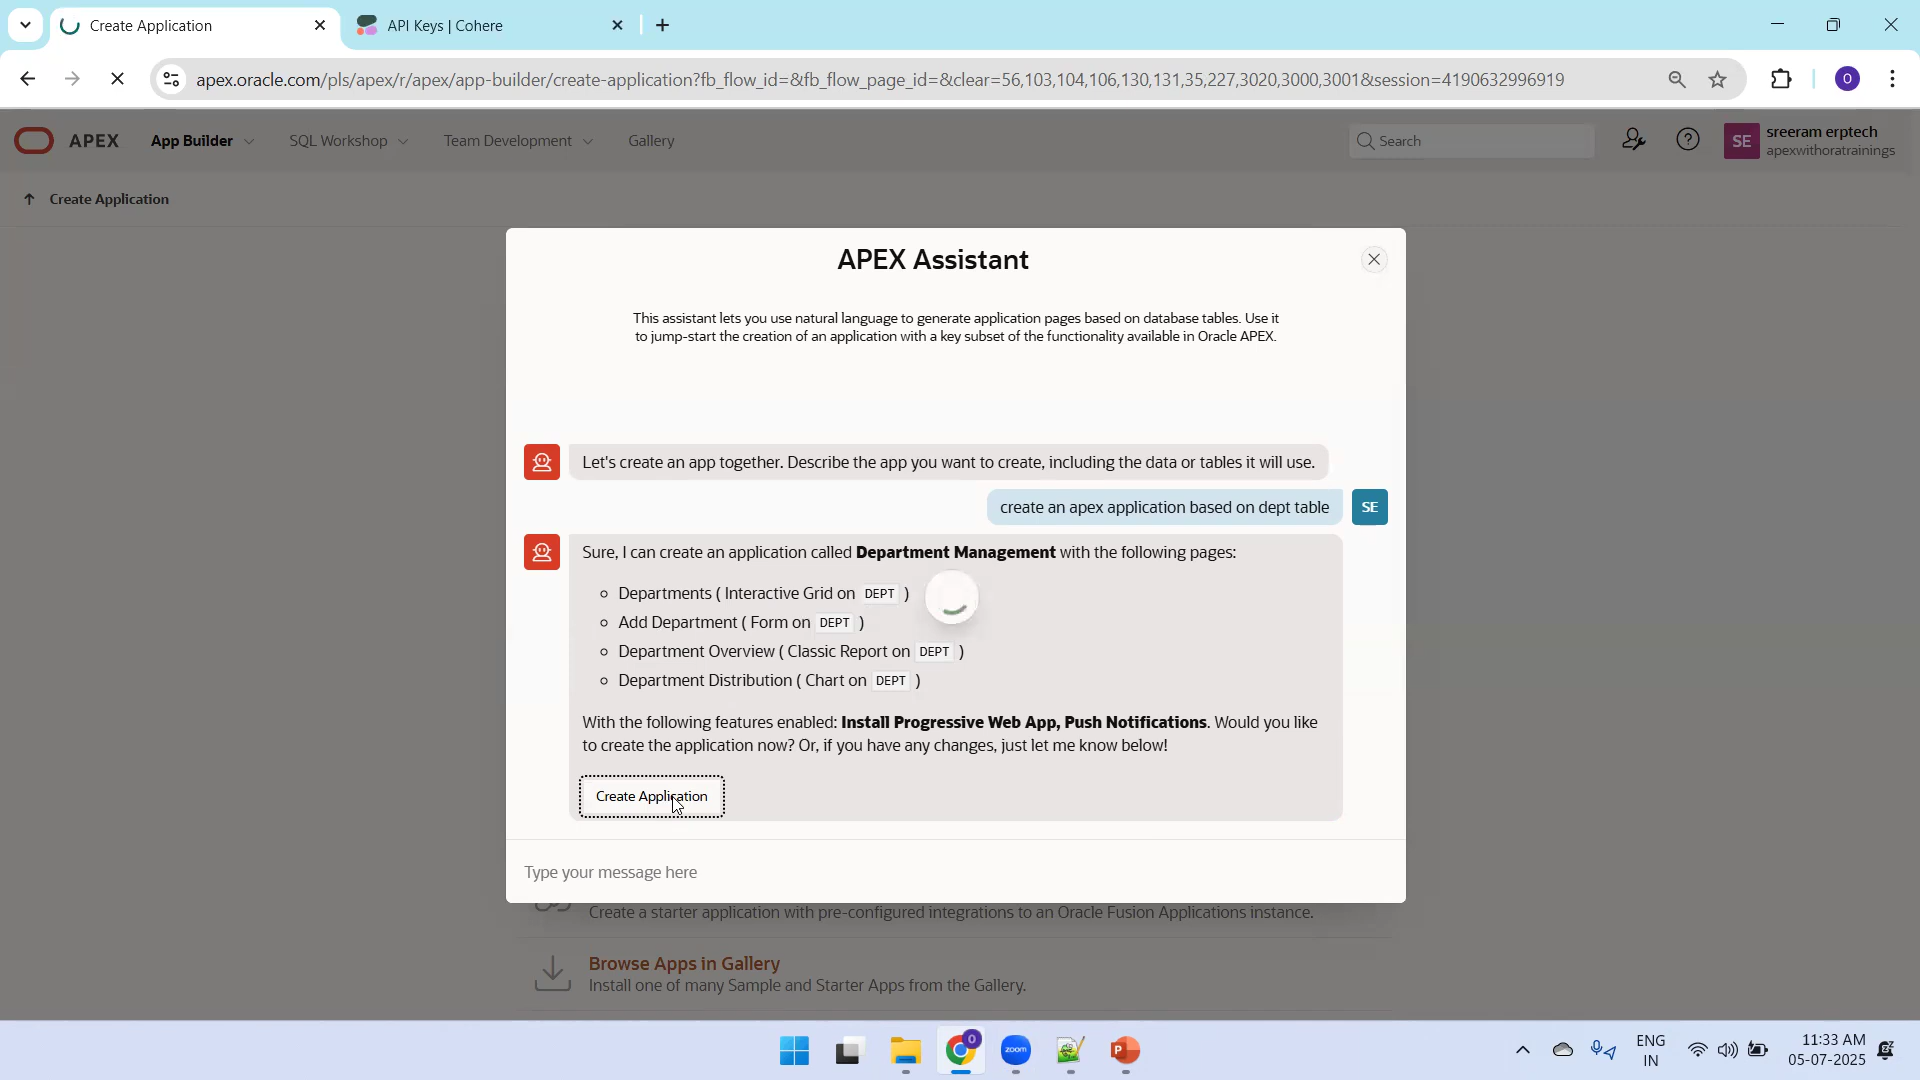 Create Application
API Keys | Cohere
apex.oracle.com/pls/apex/r/apex/app-builder/create-application?fb_flow_id=&fb_flow_page_id=&clear=56,103,104,106,130,131,35,227,3020,3000,3001&session=4190632996919
O
APEX
App Builder
SQL Workshop
Team Development
Gallery
Search
SE
sreeram erptech
apexwithoratrainings
Create Application
APEX Assistant
This assistant lets you use natural language to generate application pages based on database tables. Use it
to jump-start the creation of an application with a key subset of the functionality available in Oracle APEX.
Let's create an app together. Describe the app you want to create, including the data or tables it will use.
create an apex application based on dept table
SE
Sure, I can create an application called Department Management with the following pages:
Departments ( Interactive Grid on DEPT )
Add Department ( Form on DEPT )
Department Overview ( Classic Report on DEPT )
Department Distribution ( Chart on DEPT )
With the following features enabled: Install Progressive Web App, Push Notifications. Would you like
to create the application now? Or, if you have any changes, just let me know below!
Create Application
Type your message here
Create a starter application with pre-configured integrations to an Oracle Fusion Applications instance.
Browse Apps in Gallery
Install one of many Sample and Starter Apps from the Gallery.
O
zoom
P
ENG
IN
11:33 AM
05-07-2025